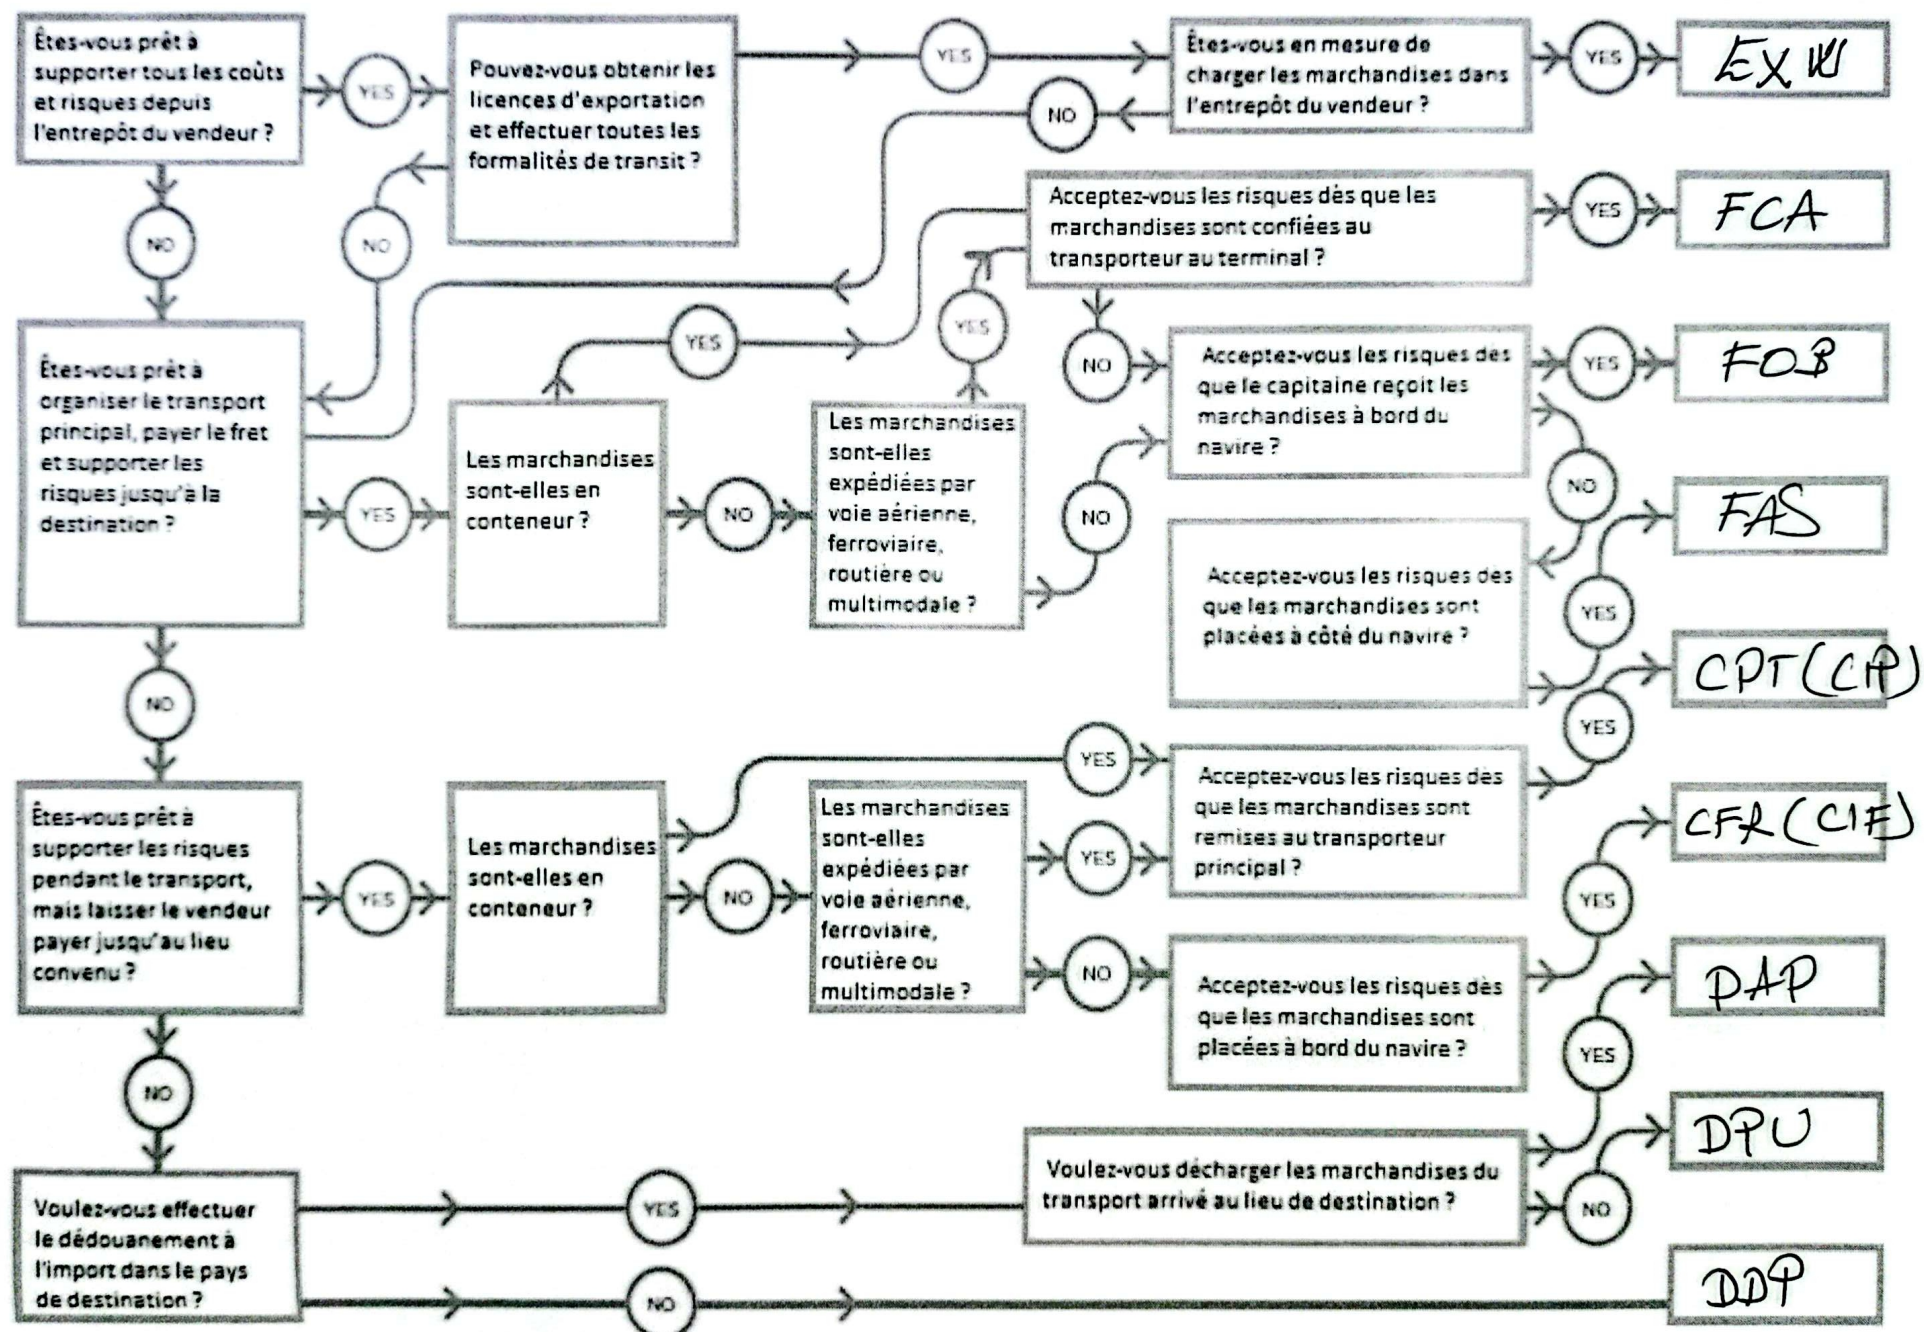 Êtes-vous prêt à
supporter tous les coûts
et risques depuis
l'entrepôt du vendeur ?
YES
Pouvez-vous obtenir les
licences d'exportation
et effectuer toutes les
formalités de transit ?
YES
Êtes-vous en mesure de
charger les marchandises dans
l'entrepôt du vendeur ?
YES
EXW
NO
NO
NO
Acceptez-vous les risques dès que les
marchandises sont confiées au
transporteur au terminal ?
YES
FCA
Êtes-vous prêt à
organiser le transport
principal, payer le fret
et supporter les
risques jusqu'à la
destination ?
YES
Les marchandises
sont-elles en
conteneur ?
YES
NO
Les marchandises
sont-elles
expédiées par
voie aérienne,
ferroviaire,
routière ou
multimodale ?
YES
NO
NO
Acceptez-vous les risques dès
que le capitaine reçoit les
marchandises à bord du
navire ?
YES
FOB
NO
Acceptez-vous les risques des
que les marchandises sont
placées à côté du navire ?
YES
FAS
NO
Êtes-vous prêt à
supporter les risques
pendant le transport,
mais laisser le vendeur
payer jusqu'au lieu
convenu ?
YES
Les marchandises
sont-elles en
conteneur ?
YES
NO
Les marchandises
sont-elles
expédiées par
voie aérienne,
ferroviaire,
routière ou
multimodale ?
YES
NO
Acceptez-vous les risques dès
que les marchandises sont
remises au transporteur
principal ?
YES
CPT (CIP)
Acceptez-vous les risques dès
que les marchandises sont
placées à bord du navire ?
YES
CFR (CIF)
NO
Voulez-vous effectuer
le dédouanement à
l'import dans le pays
de destination ?
YES
Voulez-vous décharger les marchandises du
transport arrivé au lieu de destination ?
YES
DAP
NO
DPU
NO
DDP